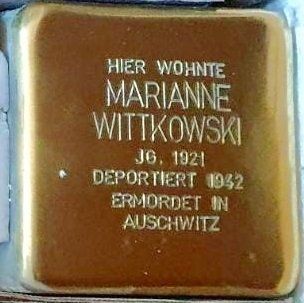 HIER WOHNTE
MARIANNE
WITTKOWSKI
JG. 1921
DEPORTIERT 1942
ERMORDET IN
AUSCHWITZ